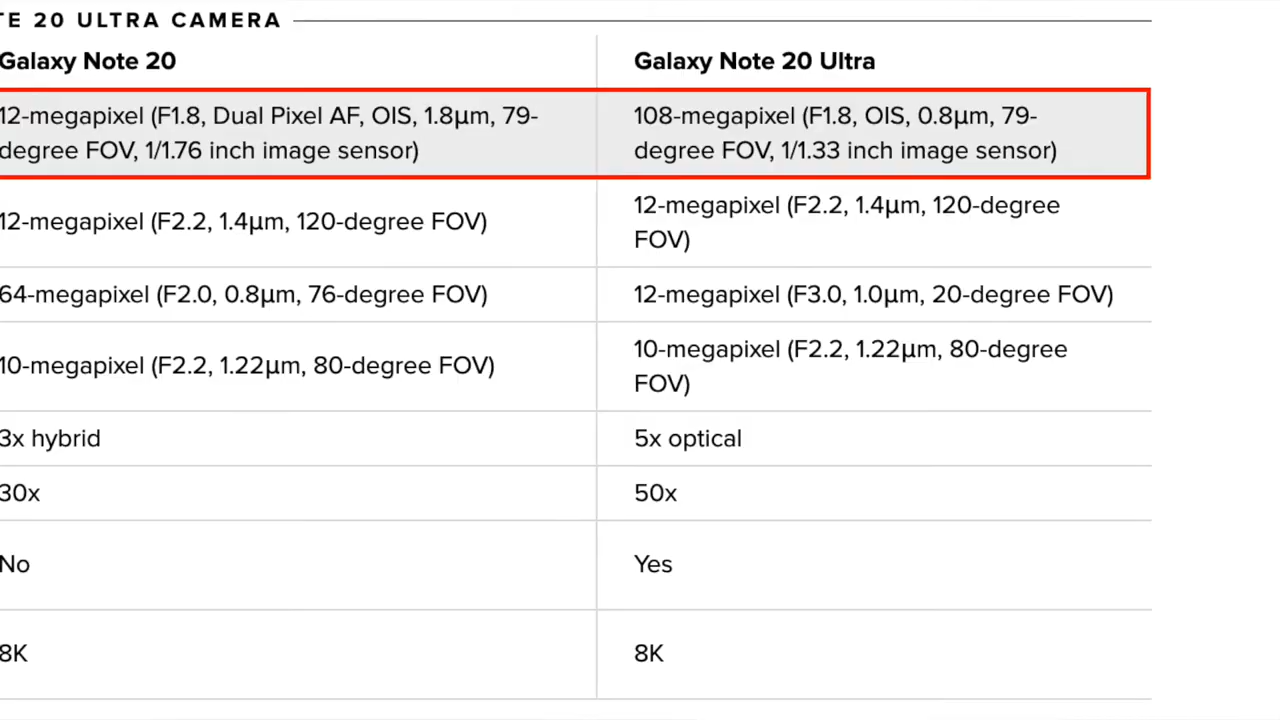 TE 20 ULTRA CAMERA
Galaxy Note 20
Galaxy Note 20 Ultra
12-megapixel (F1.8, Dual Pixel AF, OIS, 1.8μm, 79-
degree FOV, 1/1.76 inch image sensor)
108-megapixel (F1.8, OIS, 0.8μm, 79-
degree FOV, 1/1.33 inch image sensor)
12-megapixel (F2.2, 1.4μm, 120-degree FOV)
12-megapixel (F2.2, 1.4μm, 120-degree
FOV)
64-megapixel (F2.0, 0.8μm, 76-degree FOV)
12-megapixel (F3.0, 1.0μm, 20-degree FOV)
10-megapixel (F2.2, 1.22μm, 80-degree FOV)
10-megapixel (F2.2, 1.22μm, 80-degree
FOV)
3x hybrid
5x optical
30x
50x
No
Yes
8K
8K